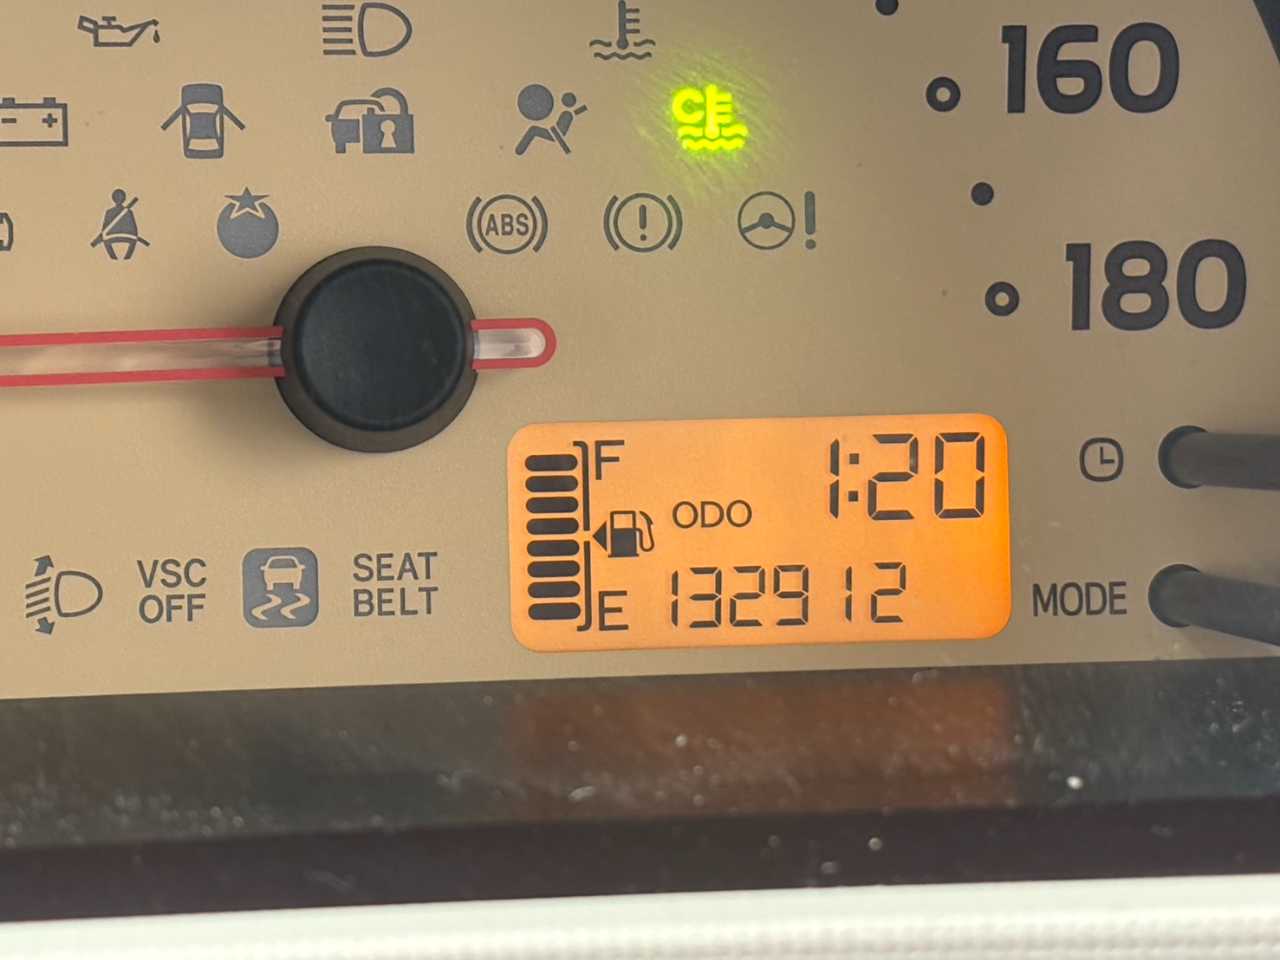 160
C
ABS
180
F
1:20
ODO
VSC
OFF
SEAT
BELT
E
132912
MODE